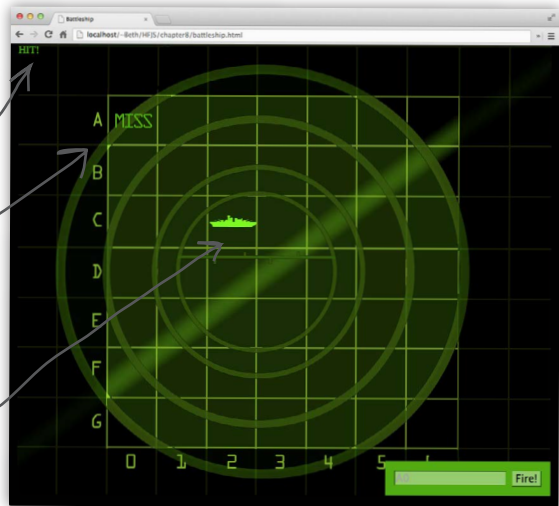 Battleship
localhost/~Beth/HFJS/chapter8/battleship.html
HIT!
A MISS
B
C
D
E
F
G
0 1 2 3 4 5
Fire!